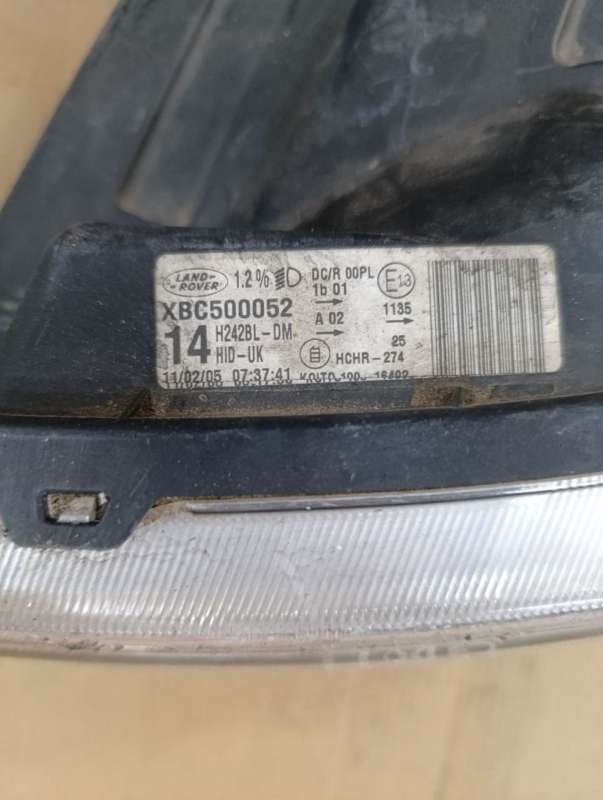 LAND-
ROVER
1.2%
DC/R 00PL
1b 01
E13
XBC500052
A 02
1135
14
H242BL-DM
HID-UK
25
HCHR-274
11/02/05 07:37:41